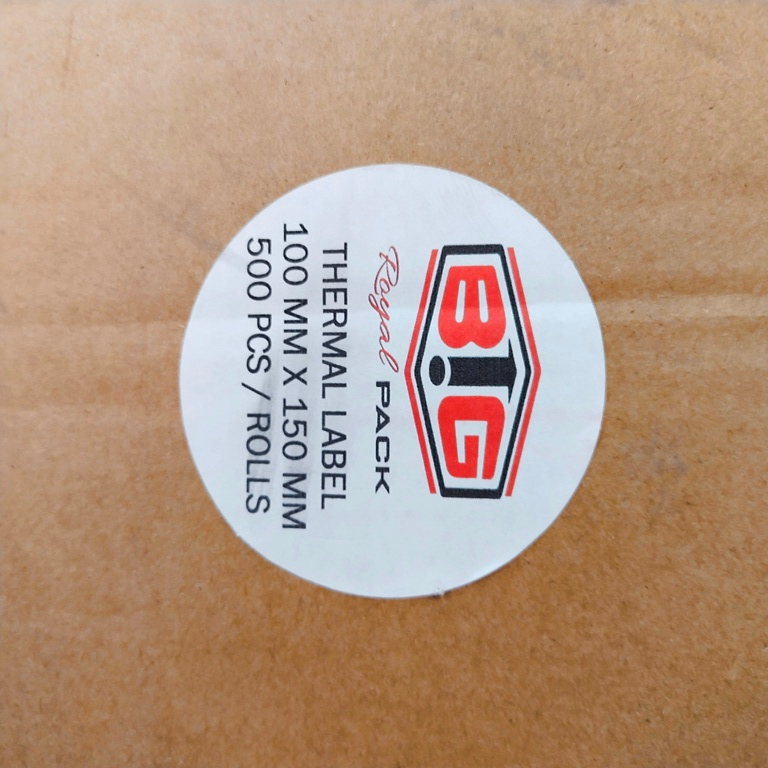 BIG
Royal PACK
THERMAL LABEL
100 MM X 150 MM
500 PCS / ROLLS